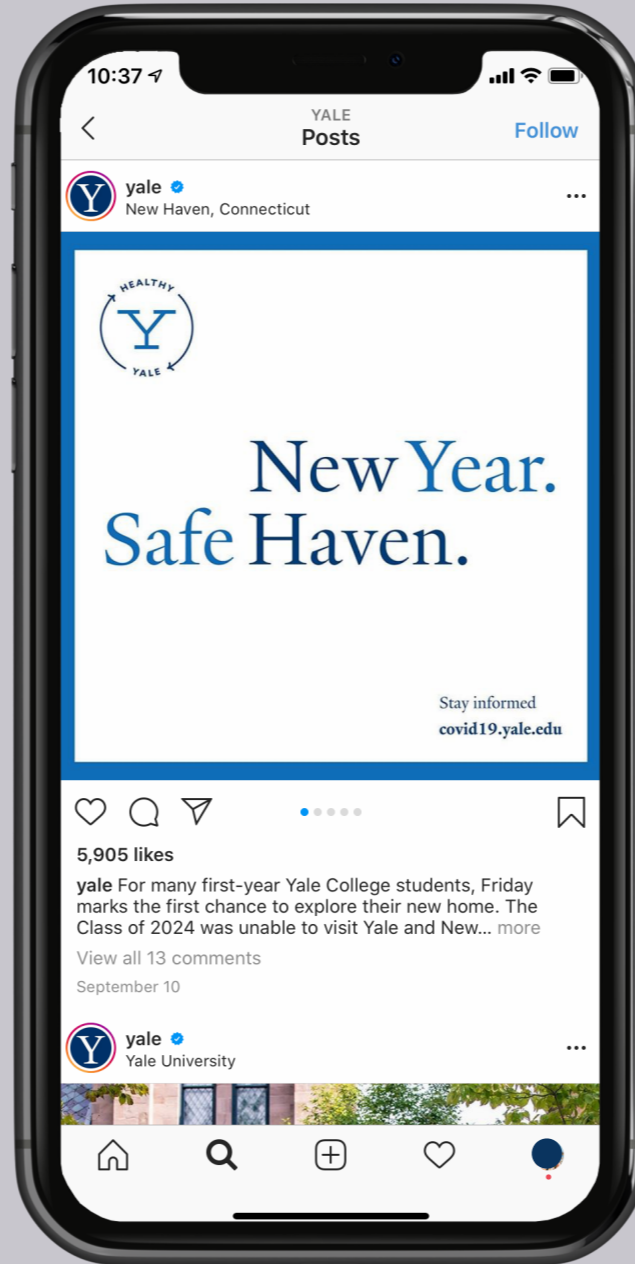 10:37
YALE
Posts
Follow
Y
yale
New Haven, Connecticut
HEALTHY
Y
YALE
New Year.
Safe Haven.
Stay informed
covid19.yale.edu
5,905 likes
yale For many first-year Yale College students, Friday
marks the first chance to explore their new home. The
Class of 2024 was unable to visit Yale and New... more
View all 13 comments
September 10
Y
yale
Yale University